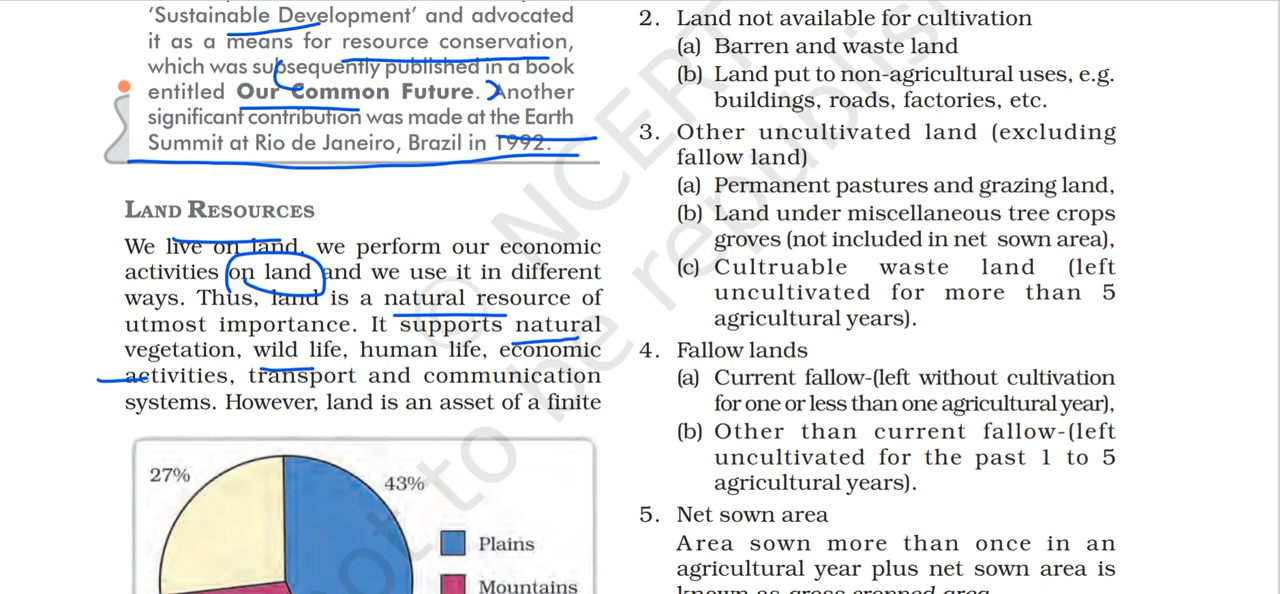 'Sustainable Development' and advocated
it as a means for resource conservation,
which was subsequently published in a book
entitled Our Common Future. Another
significant contribution was made at the Earth
Summit at Rio de Janeiro, Brazil in 1992.
LAND RESOURCES
We live on land, we perform our economic
activities on land and we use it in different
ways. Thus, land is a natural resource of
utmost importance. It supports natural
vegetation, wild life, human life, economic
activities, transport and communication
systems. However, land is an asset of a finite
27%
43%
Plains
Mountains
2. Land not available for cultivation
(a) Barren and waste land
(b) Land put to non-agricultural uses, e.g.
buildings, roads, factories, etc.
3. Other uncultivated land (excluding
fallow land)
(a) Permanent pastures and grazing land,
(b) Land under miscellaneous tree crops
groves (not included in net sown area),
(c) Cultruable waste land (left
uncultivated for more than 5
agricultural years).
4. Fallow lands
(a) Current fallow-(left without cultivation
for one or less than one agricultural year),
(b) Other than current fallow-(left
uncultivated for the past 1 to 5
agricultural years).
5. Net sown area
Area sown more than once in an
agricultural year plus net sown area is
known as gross cropped area.
© NCERT
not to be republish